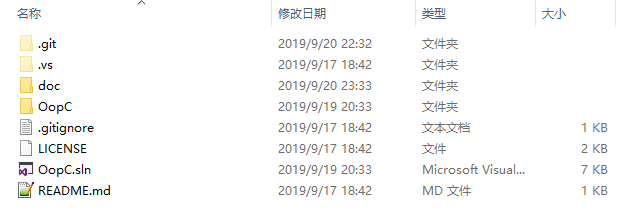 名称 修改日期 类型 大小
.git 2019/9/20 22:32 文件夹
.vs 2019/9/17 18:42 文件夹
doc 2019/9/20 23:33 文件夹
OopC 2019/9/19 20:33 文件夹
.gitignore 2019/9/17 18:42 文本文档 1 KB
LICENSE 2019/9/17 18:42 文件 2 KB
OopC.sln 2019/9/19 20:33 Microsoft Visual... 7 KB
README.md 2019/9/17 18:42 MD 文件 1 KB